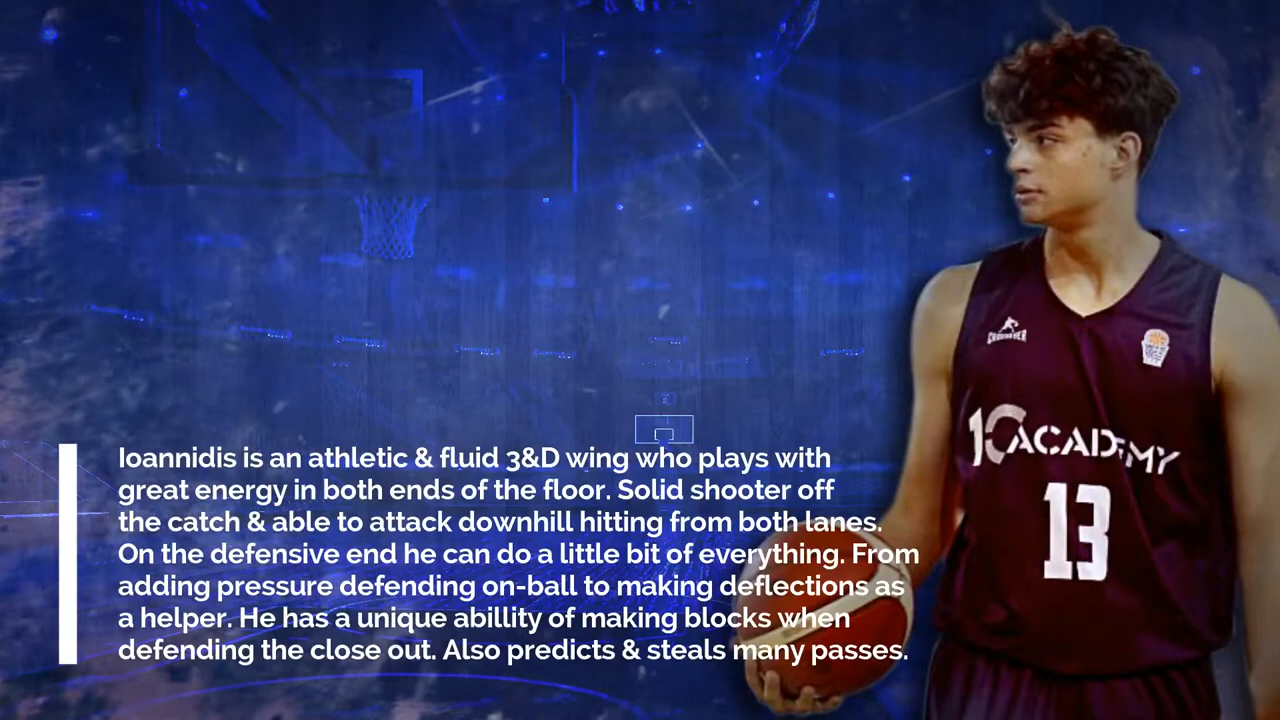 Ioannidis is an athletic & fluid 3&D wing who plays with
great energy in both ends of the floor. Solid shooter off
the catch & able to attack downhill hitting from both lanes.
On the defensive end he can do a little bit of everything. From
adding pressure defending on-ball to making deflections as
a helper. He has a unique abillity of making blocks when
defending the close out. Also predicts & steals many passes.
CROSSOVER
10 ACADEMY
13